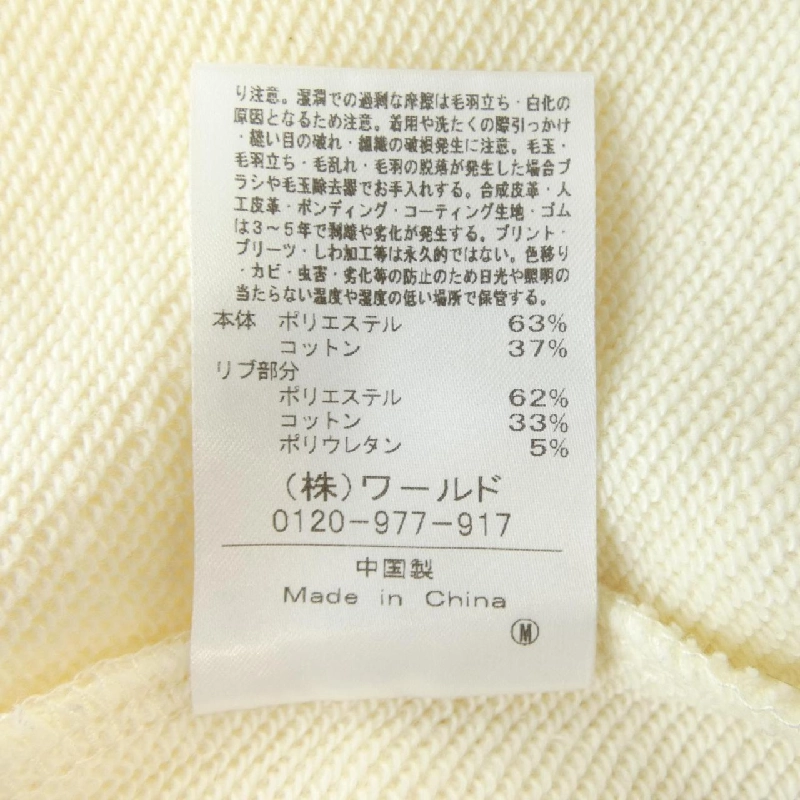 り注意。湿潤での過剰な摩擦は毛羽立ち・白化の
原因となるため注意。着用や洗たくの際引っかけ
・縫い目の破れ・組織の破損発生に注意。毛玉・
毛羽立ち・毛乱れ・毛羽の脱落が発生した場合ブ
ラシや毛玉除去器でお手入れする。合成皮革・人
工皮革・ボンディング・コーティング生地・ゴム
は３～５年で剥離や劣化が発生する。プリント・
プリーツ・しわ加工等は永久的ではない。色移り
・カビ・虫害・劣化等の防止のため日光や照明の
当たらない温度や湿度の低い場所で保管する。
本体 ポリエステル 63%
コットン 37%
リブ部分
ポリエステル 62%
コットン 33%
ポリウレタン 5%
（株）ワールド
0120-977-917
中国製
Made in China
Ⓜ